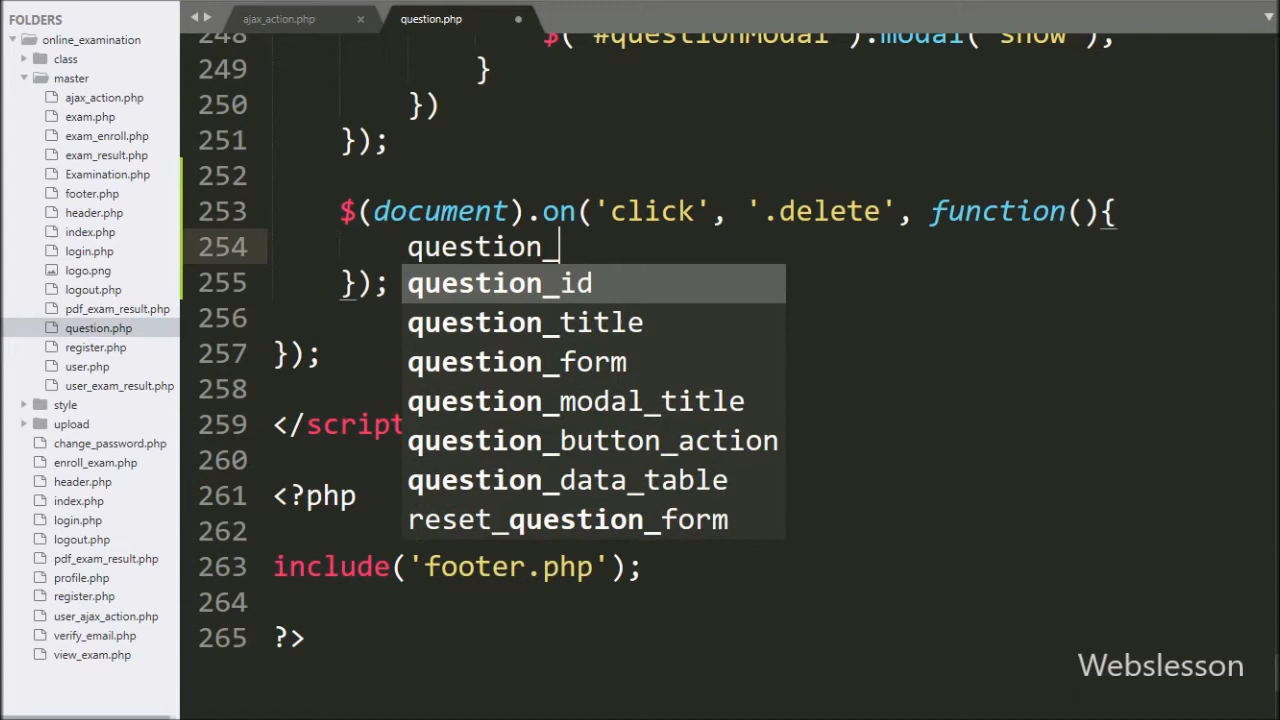 FOLDERS
online_examination
class
master
ajax_action.php
exam.php
exam_enroll.php
exam_result.php
Examination.php
footer.php
header.php
index.php
login.php
logo.png
logout.php
pdf_exam_result.php
question.php
register.php
user.php
user_exam_result.php
style
upload
change_password.php
enroll_exam.php
header.php
index.php
login.php
logout.php
pdf_exam_result.php
profile.php
register.php
user_ajax_action.php
verify_email.php
view_exam.php
ajax_action.php
question.php
248 $('#questionModal').modal('show');
249 }
250 })
251 });
252
253 $(document).on('click', '.delete', function(){
254 question_
255 });
question_id
question_title
question_form
question_modal_title
question_button_action
question_data_table
reset_question_form
256
257 });
258
259 </script
260
261 <?php
262
263 include('footer.php');
264
265 ?>
Webslesson